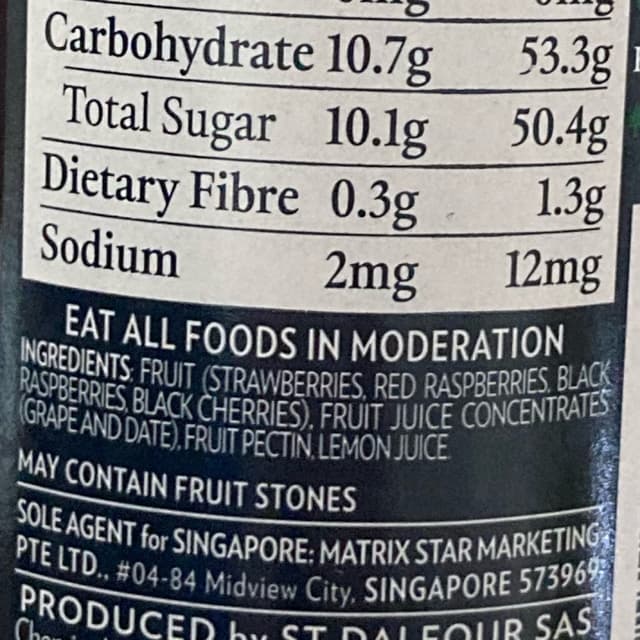 Carbohydrate 10.7g 53.3g
Total Sugar 10.1g 50.4g
Dietary Fibre 0.3g 1.3g
Sodium 2mg 12mg
EAT ALL FOODS IN MODERATION
INGREDIENTS: FRUIT (STRAWBERRIES, RED RASPBERRIES, BLACK
RASPBERRIES, BLACK CHERRIES), FRUIT JUICE CONCENTRATES
(GRAPE AND DATE), FRUIT PECTIN, LEMON JUICE.
MAY CONTAIN FRUIT STONES
SOLE AGENT for SINGAPORE: MATRIX STAR MARKETING
PTE LTD., #04-84 Midview City, SINGAPORE 573969
PRODUCED by ST DALFOUR SAS